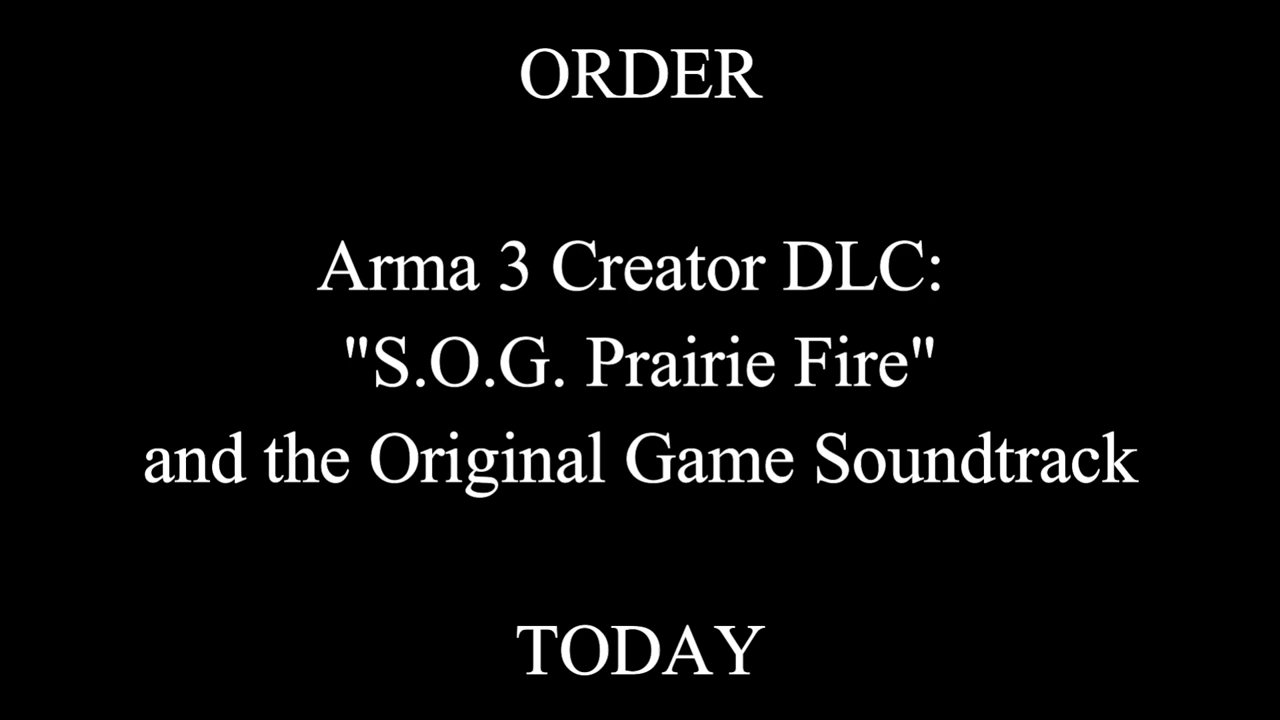 ORDER
Arma 3 Creator DLC:
"S.O.G. Prairie Fire"
and the Original Game Soundtrack
TODAY